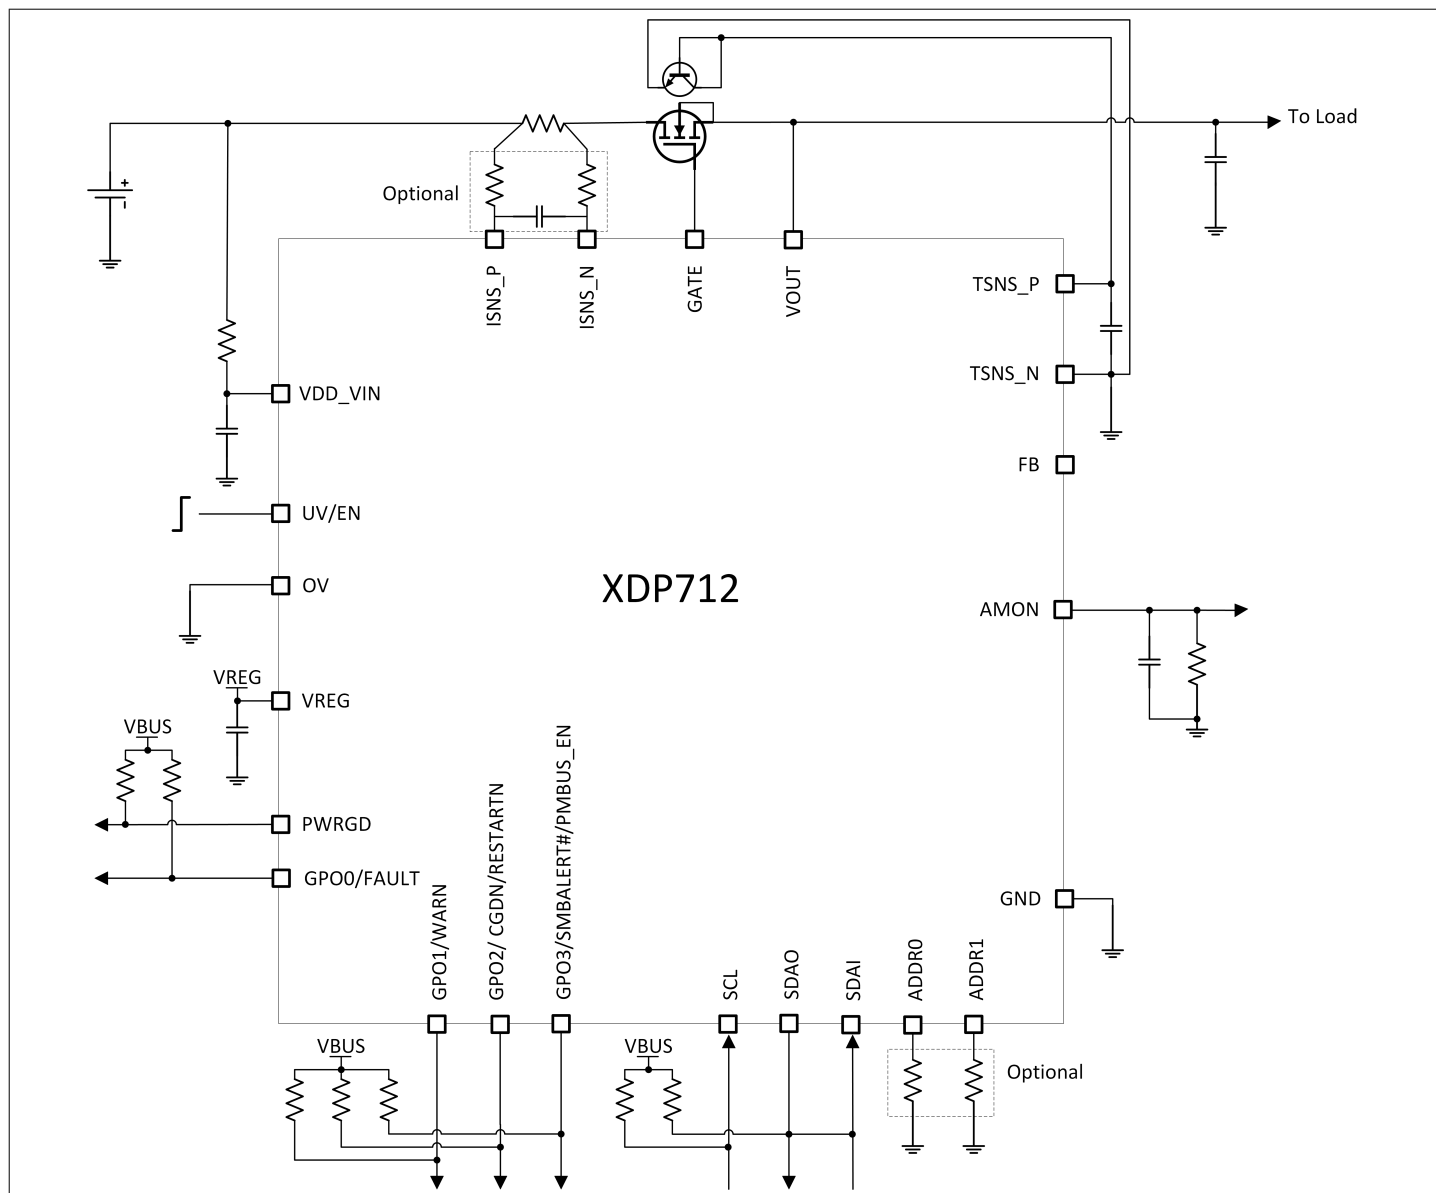 To Load
+
Optional
ISNS_P
ISNS_N
GATE
VOUT
TSNS_P
TSNS_N
VDD_VIN
FB
UV/EN
OV
XDP712
AMON
VREG
VREG
VBUS
PWRGD
GPO0/FAULT
GND
GPO1/WARN
GPO2/ CGDN/RESTARTN
GPO3/SMBALERT#/PMBUS_EN
SCL
SDAO
SDAI
ADDR0
ADDR1
VBUS
VBUS
Optional